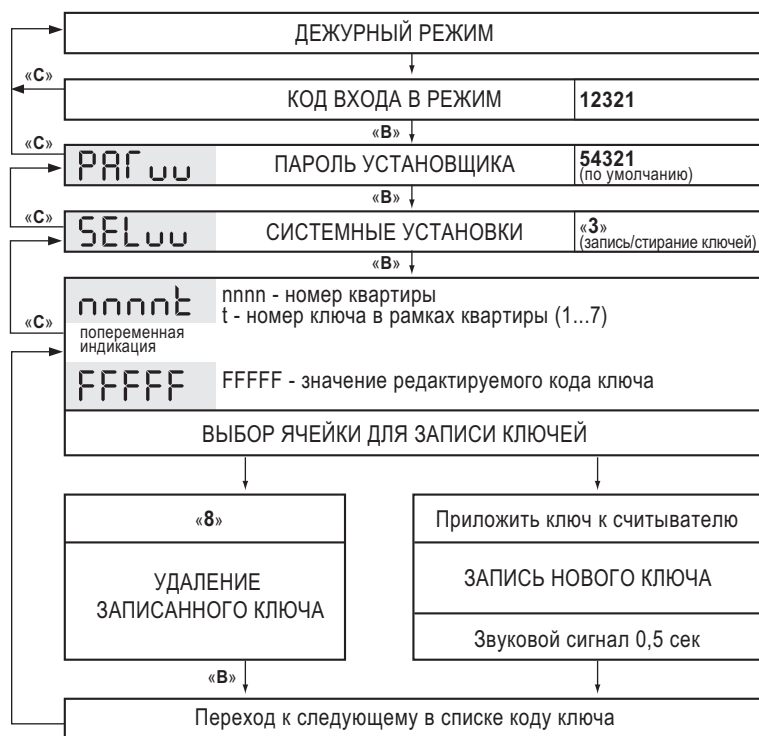 ДЕЖУРНЫЙ РЕЖИМ
«С»
КОД ВХОДА В РЕЖИМ 12321
«В»
«С»
PAГ uu ПАРОЛЬ УСТАНОВЩИКА 54321
(по умолчанию)
«В»
«С»
SELuu СИСТЕМНЫЕ УСТАНОВКИ «3»
(запись/стирание ключей)
«В»
nnnnt nnnn - номер квартиры
t - номер ключа в рамках квартиры (1...7)
«С»
попеременная
индикация
FFFFF FFFFF - значение редактируемого кода ключа
ВЫБОР ЯЧЕЙКИ ДЛЯ ЗАПИСИ КЛЮЧЕЙ
«8»
УДАЛЕНИЕ
ЗАПИСАННОГО КЛЮЧА
Приложить ключ к считывателю
ЗАПИСЬ НОВОГО КЛЮЧА
Звуковой сигнал 0,5 сек
«В»
Переход к следующему в списке коду ключа